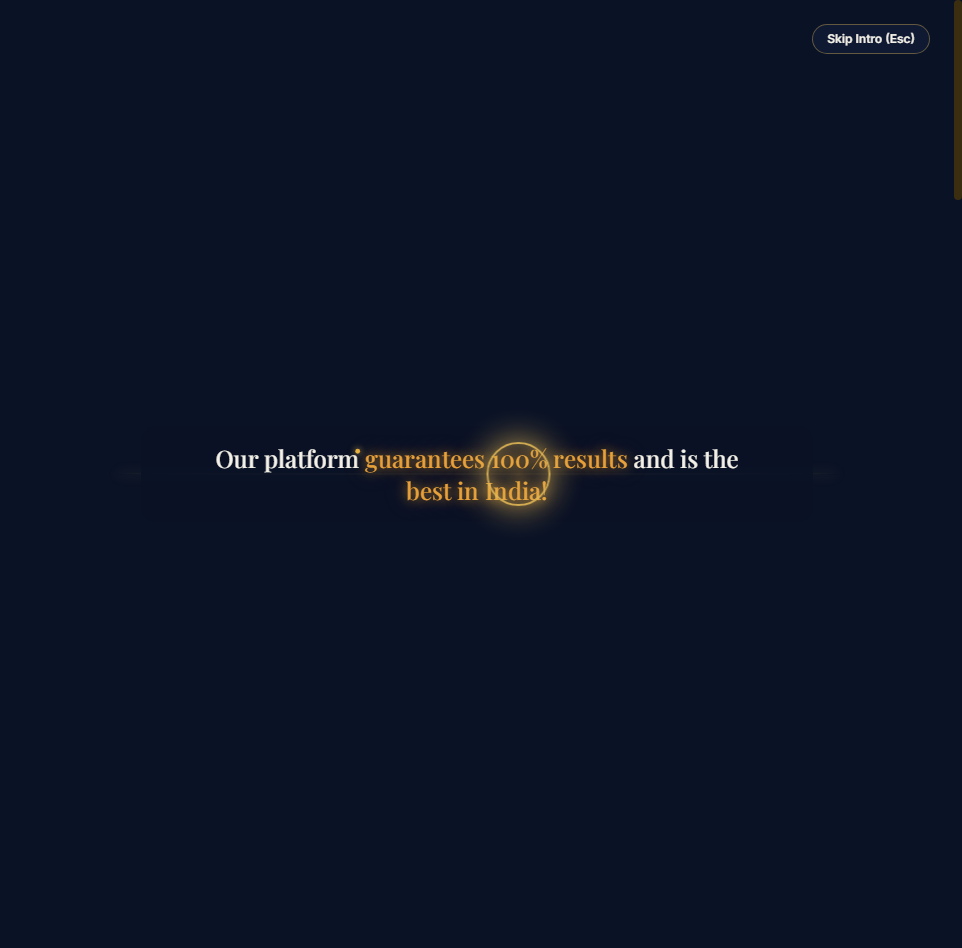 Skip Intro (Esc)
Our platform guarantees 100% results and is the
best in India!